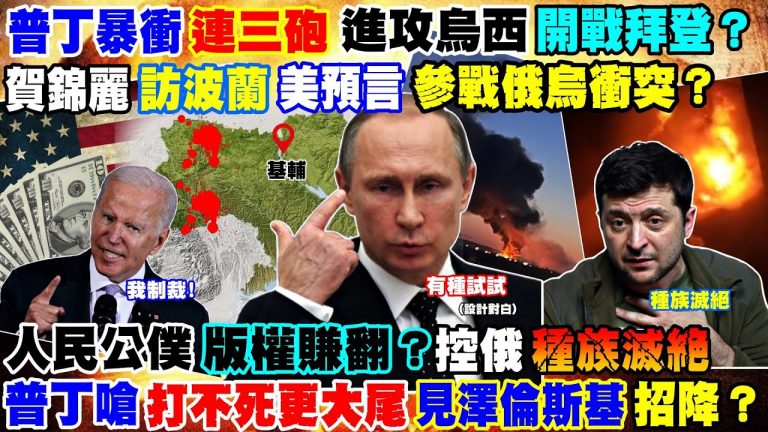 普丁暴衝 連三砲 進攻烏西 開戰拜登？
賀錦麗 訪波蘭 美預言 參戰俄烏衝突？
基輔
我制裁!
有種試試
(設計對白)
種族滅絕
人民公僕 版權賺翻？控俄 種族滅絕
普丁嗆 打不死更大尾 見澤倫斯基 招降？